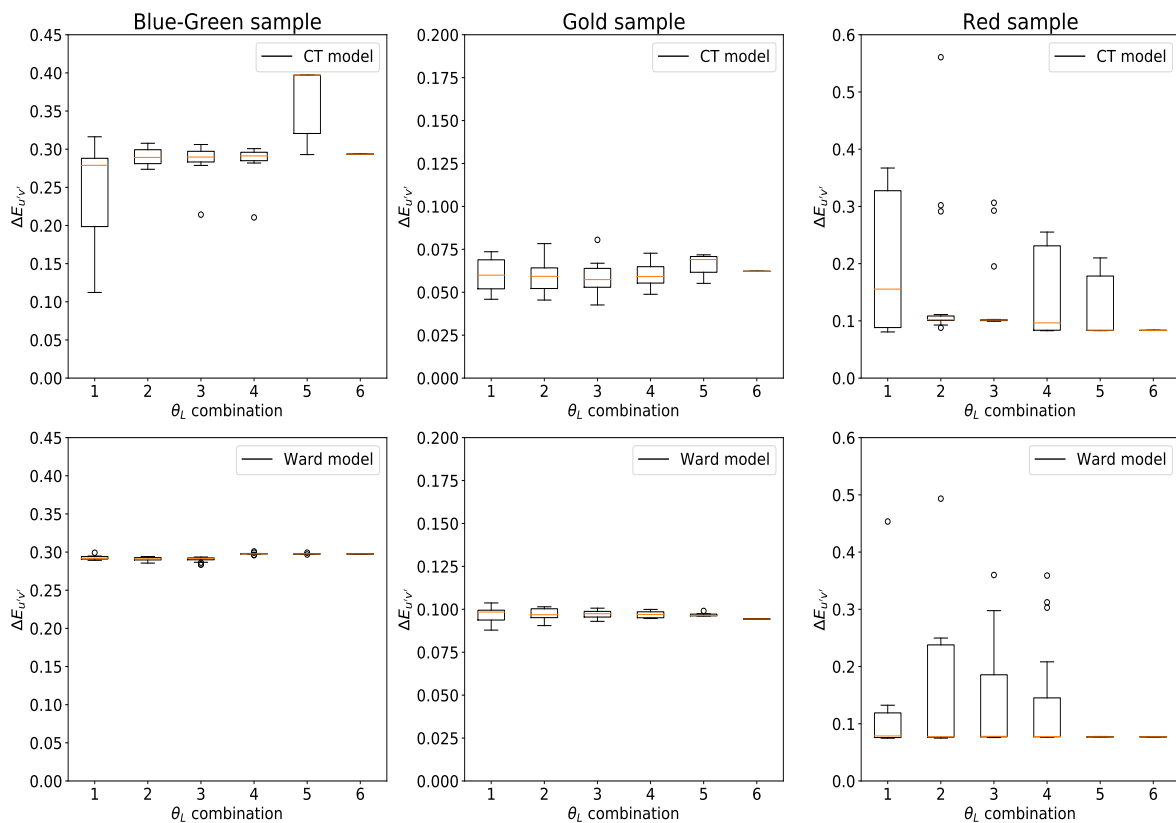 Blue-Green sample
0.45
0.40
0.35
0.30
0.25
0.20
0.15
0.10
0.05
0.00
ΔE_{u′v′}
CT model
1 2 3 4 5 6
θ_L combination
Gold sample
0.200
0.175
0.150
0.125
0.100
0.075
0.050
0.025
0.000
ΔE_{u′v′}
CT model
1 2 3 4 5 6
θ_L combination
Red sample
0.6
0.5
0.4
0.3
0.2
0.1
0.0
ΔE_{u′v′}
CT model
1 2 3 4 5 6
θ_L combination
0.45
0.40
0.35
0.30
0.25
0.20
0.15
0.10
0.05
0.00
ΔE_{u′v′}
Ward model
1 2 3 4 5 6
θ_L combination
0.200
0.175
0.150
0.125
0.100
0.075
0.050
0.025
0.000
ΔE_{u′v′}
Ward model
1 2 3 4 5 6
θ_L combination
0.6
0.5
0.4
0.3
0.2
0.1
0.0
ΔE_{u′v′}
Ward model
1 2 3 4 5 6
θ_L combination